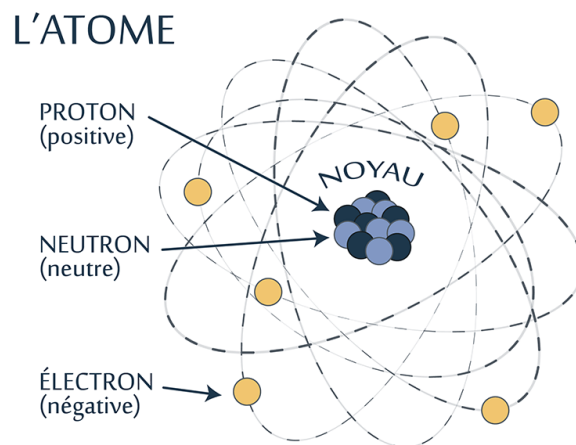 L'ATOME
PROTON
(positive)
NOYAU
NEUTRON
(neutre)
ÉLECTRON
(négative)